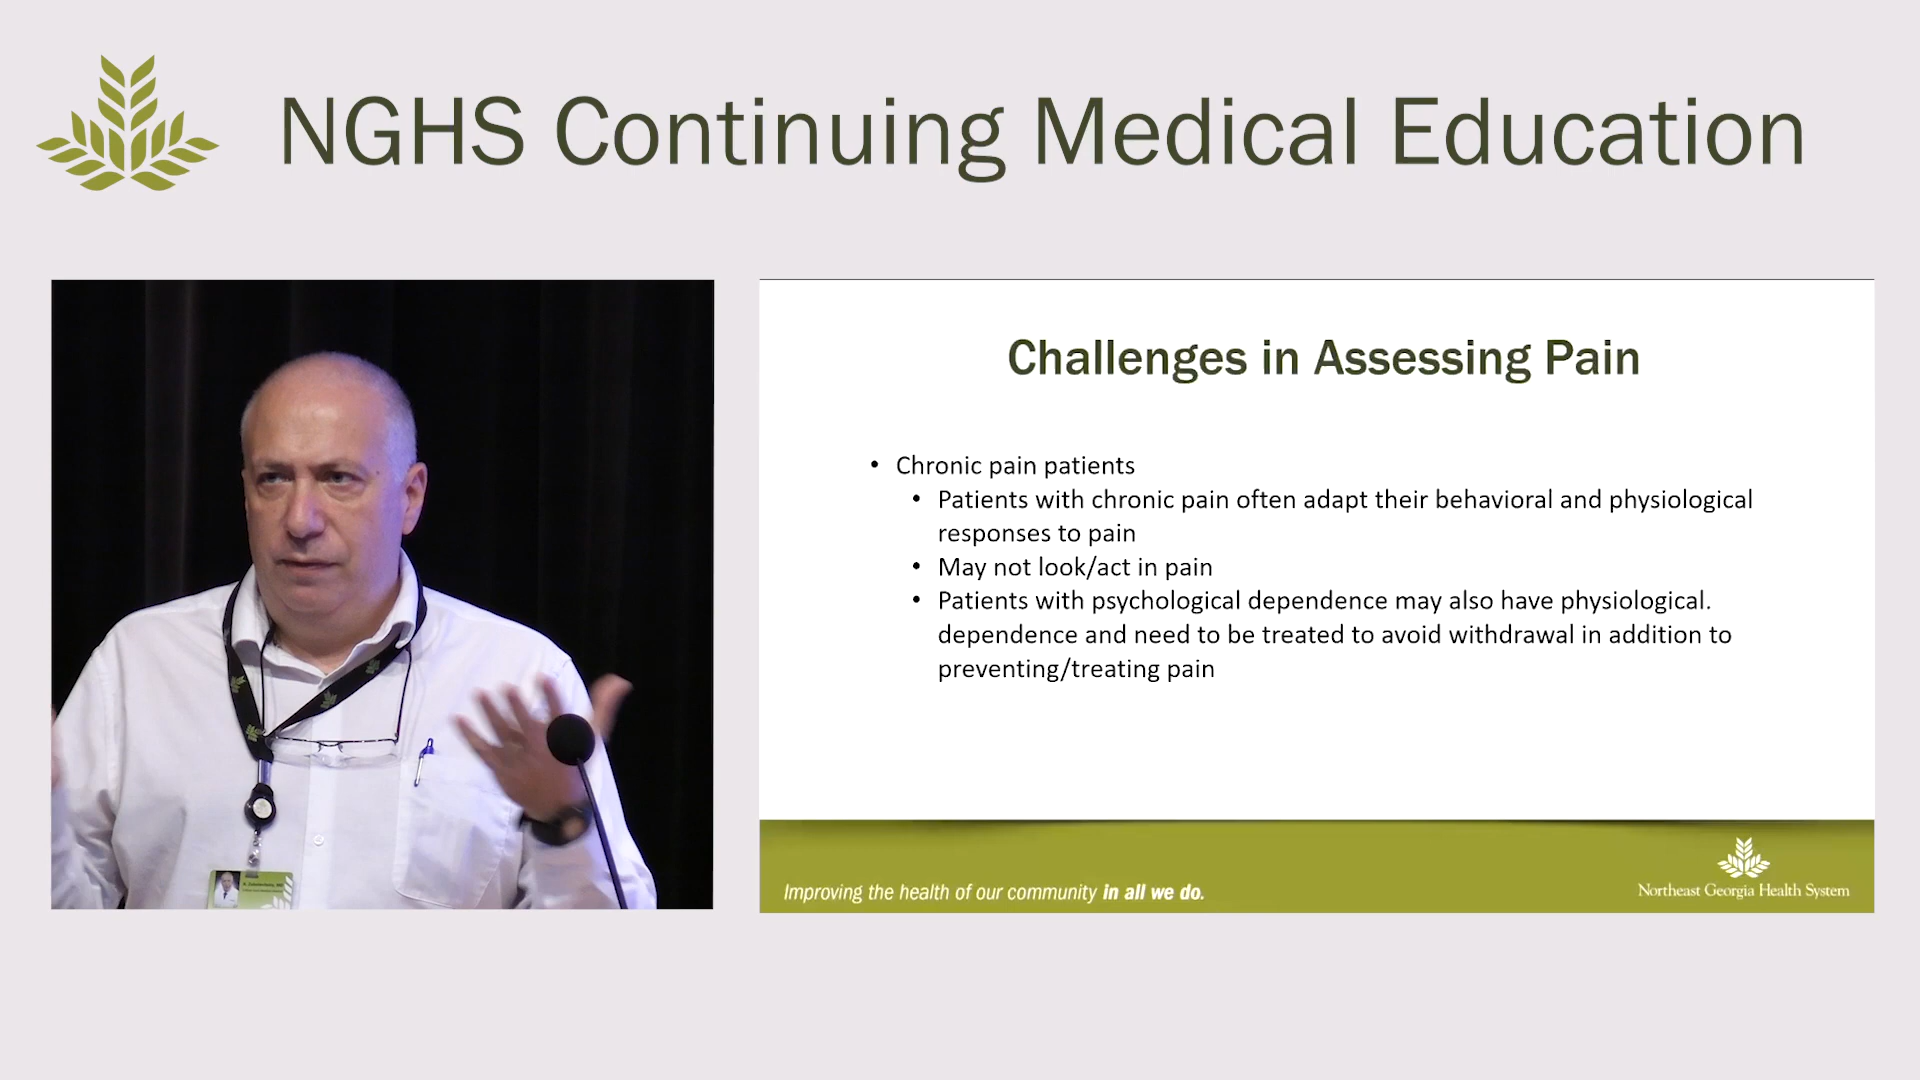 NGHS Continuing Medical Education
Challenges in Assessing Pain
• Chronic pain patients
• Patients with chronic pain often adapt their behavioral and physiological
responses to pain
• May not look/act in pain
• Patients with psychological dependence may also have physiological.
dependence and need to be treated to avoid withdrawal in addition to
preventing/treating pain
Improving the health of our community in all we do.
Northeast Georgia Health System